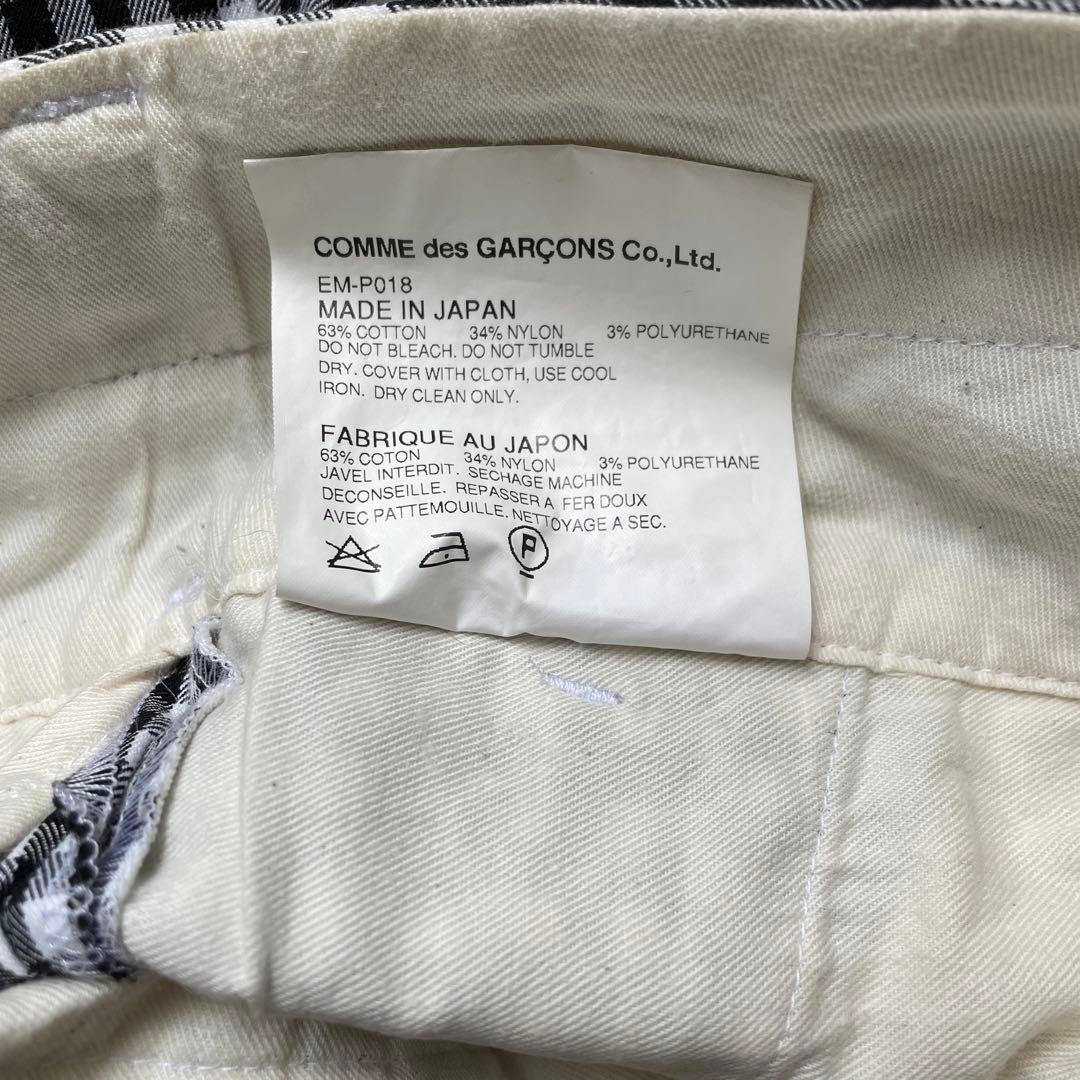 COMME des GARÇONS Co.,Ltd.
EM-P018
MADE IN JAPAN
63% COTTON 34% NYLON 3% POLYURETHANE
DO NOT BLEACH. DO NOT TUMBLE
DRY. COVER WITH CLOTH, USE COOL
IRON. DRY CLEAN ONLY.
FABRIQUE AU JAPON
63% COTON 34% NYLON 3% POLYURETHANE
JAVEL INTERDIT. SECHAGE MACHINE
DECONSEILLE. REPASSER A FER DOUX
AVEC PATTEMOUILLE. NETTOYAGE A SEC.
P